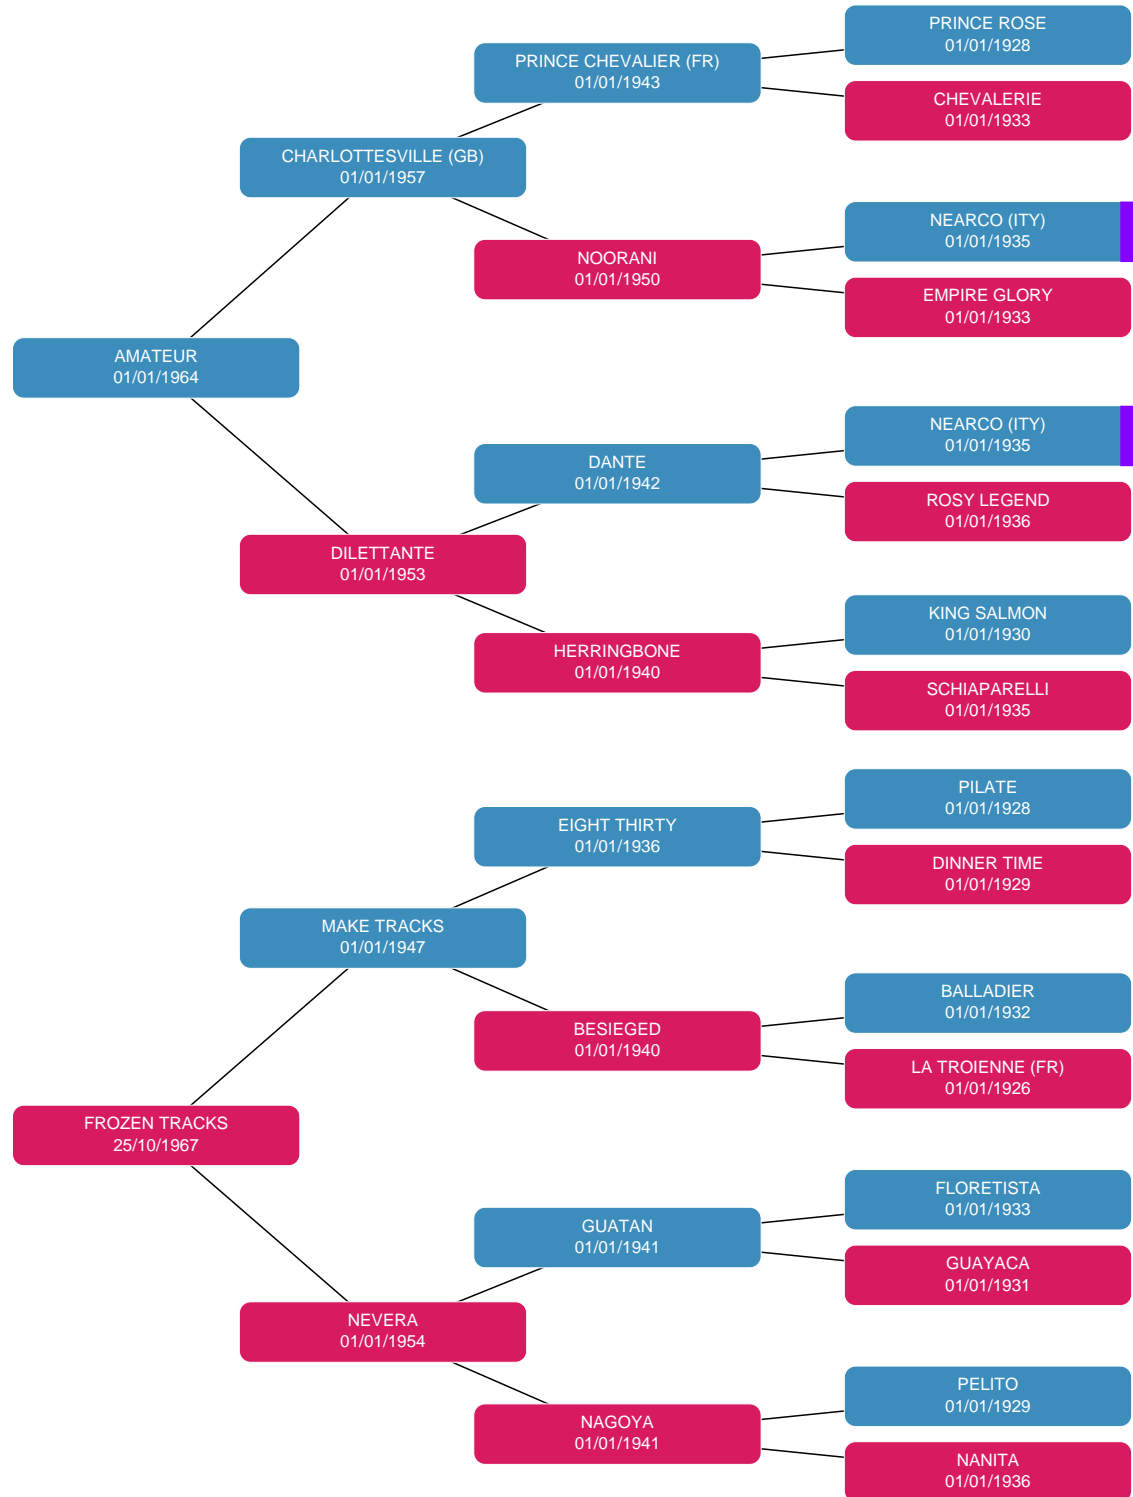 PRINCE ROSE
01/01/1928
PRINCE CHEVALIER (FR)
01/01/1943
CHEVALERIE
01/01/1933
CHARLOTTESVILLE (GB)
01/01/1957
NEARCO (ITY)
01/01/1935
NOORANI
01/01/1950
EMPIRE GLORY
01/01/1933
AMATEUR
01/01/1964
NEARCO (ITY)
01/01/1935
DANTE
01/01/1942
ROSY LEGEND
01/01/1936
DILETTANTE
01/01/1953
KING SALMON
01/01/1930
HERRINGBONE
01/01/1940
SCHIAPARELLI
01/01/1935
PILATE
01/01/1928
EIGHT THIRTY
01/01/1936
DINNER TIME
01/01/1929
MAKE TRACKS
01/01/1947
BALLADIER
01/01/1932
BESIEGED
01/01/1940
LA TROIENNE (FR)
01/01/1926
FROZEN TRACKS
25/10/1967
FLORETISTA
01/01/1933
GUATAN
01/01/1941
GUAYACA
01/01/1931
NEVERA
01/01/1954
PELITO
01/01/1929
NAGOYA
01/01/1941
NANITA
01/01/1936